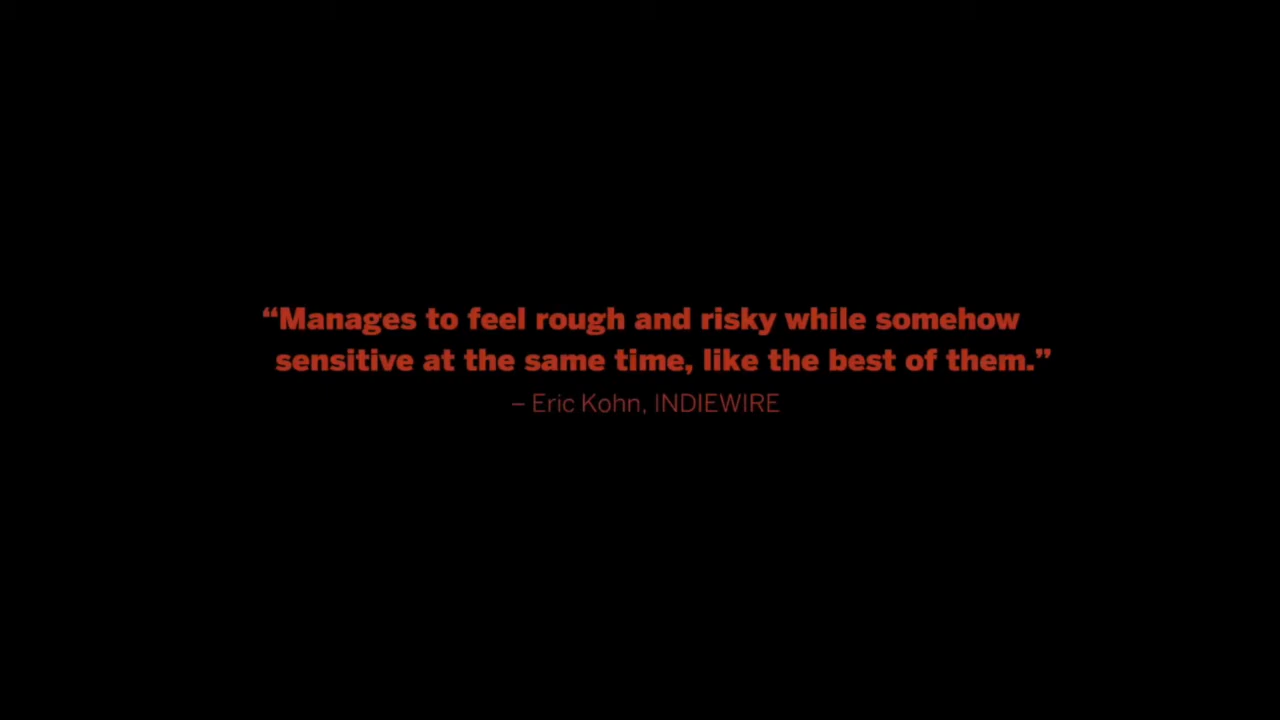 “Manages to feel rough and risky while somehow
sensitive at the same time, like the best of them.”
– Eric Kohn, INDIEWIRE